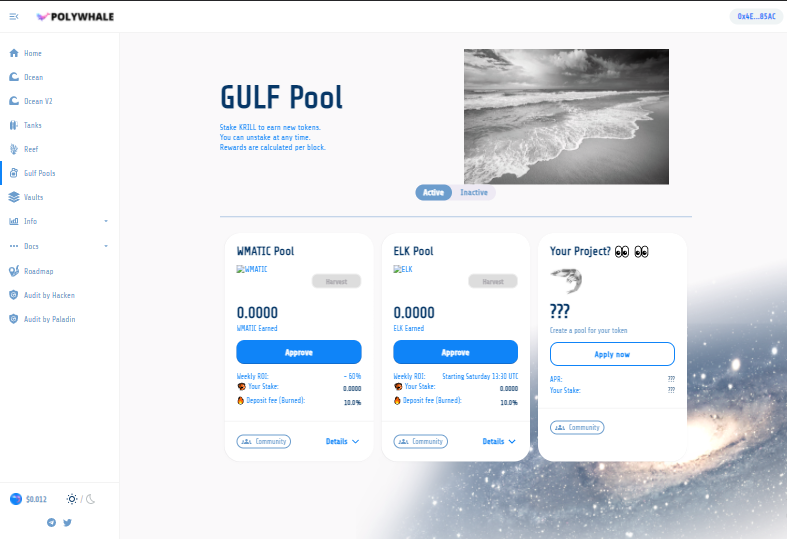 POLYWHALE
0x4E...85AC
Home
Ocean
Ocean V2
Tanks
Reef
Gulf Pools
Vaults
Info
Docs
Roadmap
Audit by Hacken
Audit by Paladin
$0.012
/
GULF Pool
Stake KRILL to earn new tokens.
You can unstake at any time.
Rewards are calculated per block.
Active Inactive
WMATIC Pool
WMATIC
Harvest
0.0000
WMATIC Earned
Approve
Weekly ROI: ~ 60%
Your Stake: 0.0000
Deposit fee (Burned): 10.0%
Community Details
ELK Pool
ELK
Harvest
0.0000
ELK Earned
Approve
Weekly ROI: Starting Saturday 13:30 UTC
Your Stake: 0.0000
Deposit fee (Burned): 10.0%
Community Details
Your Project? 👀 👀
???
Create a pool for your token
Apply now
APR: ???
Your Stake: ???
Community